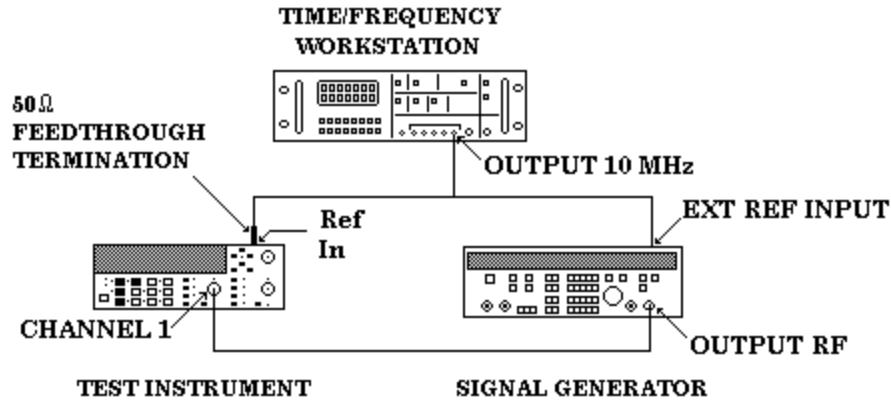 TIME/FREQUENCY
WORKSTATION
50Ω
FEEDTHROUGH
TERMINATION
OUTPUT 10 MHz
Ref
In
EXT REF INPUT
CHANNEL 1
OUTPUT RF
TEST INSTRUMENT
SIGNAL GENERATOR